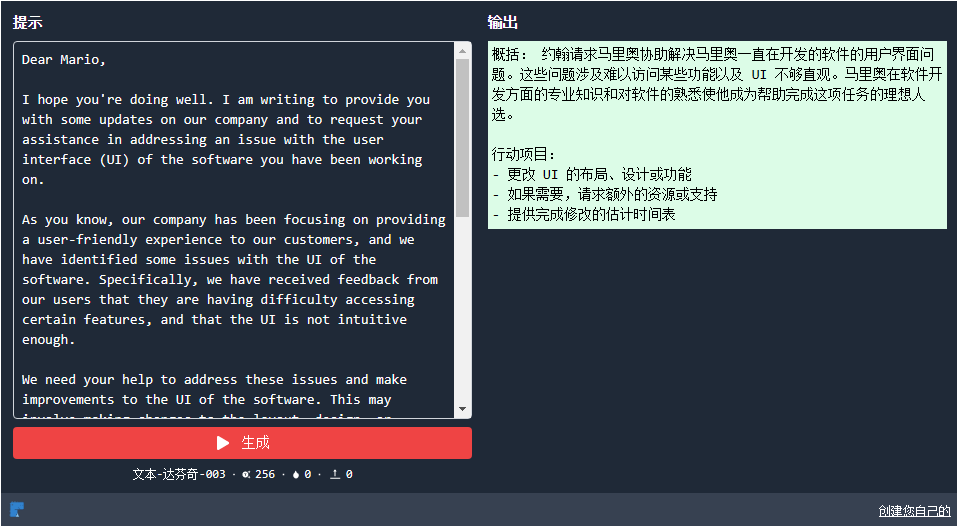 提示
Dear Mario,
I hope you're doing well. I am writing to provide you
with some updates on our company and to request your
assistance in addressing an issue with the user
interface (UI) of the software you have been working
on.
As you know, our company has been focusing on providing
a user-friendly experience to our customers, and we
have identified some issues with the UI of the
software. Specifically, we have received feedback from
our users that they are having difficulty accessing
certain features, and that the UI is not intuitive
enough.
We need your help to address these issues and make
improvements to the UI of the software. This may
生成
文本-达芬奇-003 · 256 · 0 · 0
输出
概括： 约翰请求马里奥协助解决马里奥一直在开发的软件的用户界面问
题。这些问题涉及难以访问某些功能以及 UI 不够直观。马里奥在软件开
发方面的专业知识和对软件的熟悉使他成为帮助完成这项任务的理想人
选。
行动项目：
- 更改 UI 的布局、设计或功能
- 如果需要，请求额外的资源或支持
- 提供完成修改的估计时间表
创建您自己的